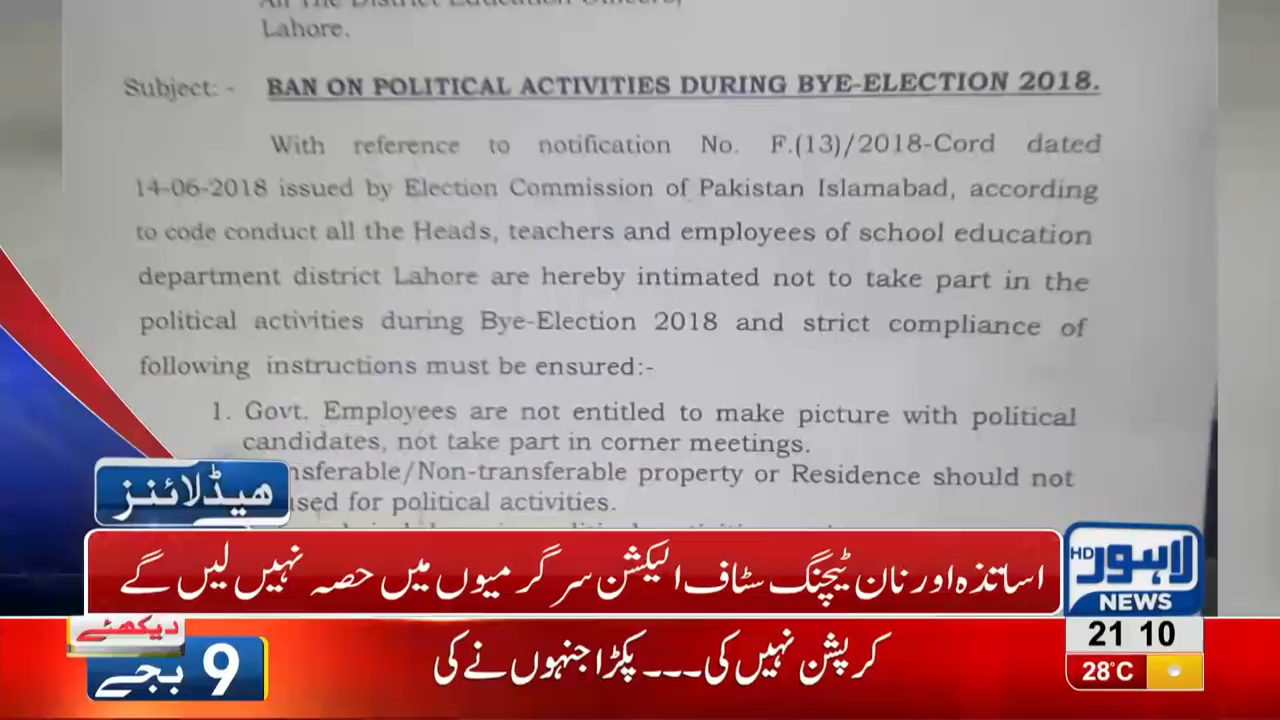 Lahore.
Subject: - BAN ON POLITICAL ACTIVITIES DURING BYE-ELECTION 2018.
With reference to notification No. F.(13)/2018-Cord dated
14-06-2018 issued by Election Commission of Pakistan Islamabad, according
to code conduct all the Heads, teachers and employees of school education
department district Lahore are hereby intimated not to take part in the
political activities during Bye-Election 2018 and strict compliance of
following instructions must be ensured:-
1. Govt. Employees are not entitled to make picture with political
candidates, not take part in corner meetings.
nsferable/Non-transferable property or Residence should not
used for political activities.
ہیڈلائنز
اساتذہ اور نان ٹیچنگ سٹاف الیکشن سرگرمیوں میں حصہ نہیں لیں گے
HD لاہور
NEWS
21 10
28°C
دیکھئے
9 بجے
کرپشن نہیں کی۔۔۔ پکڑا جنہوں نے کی